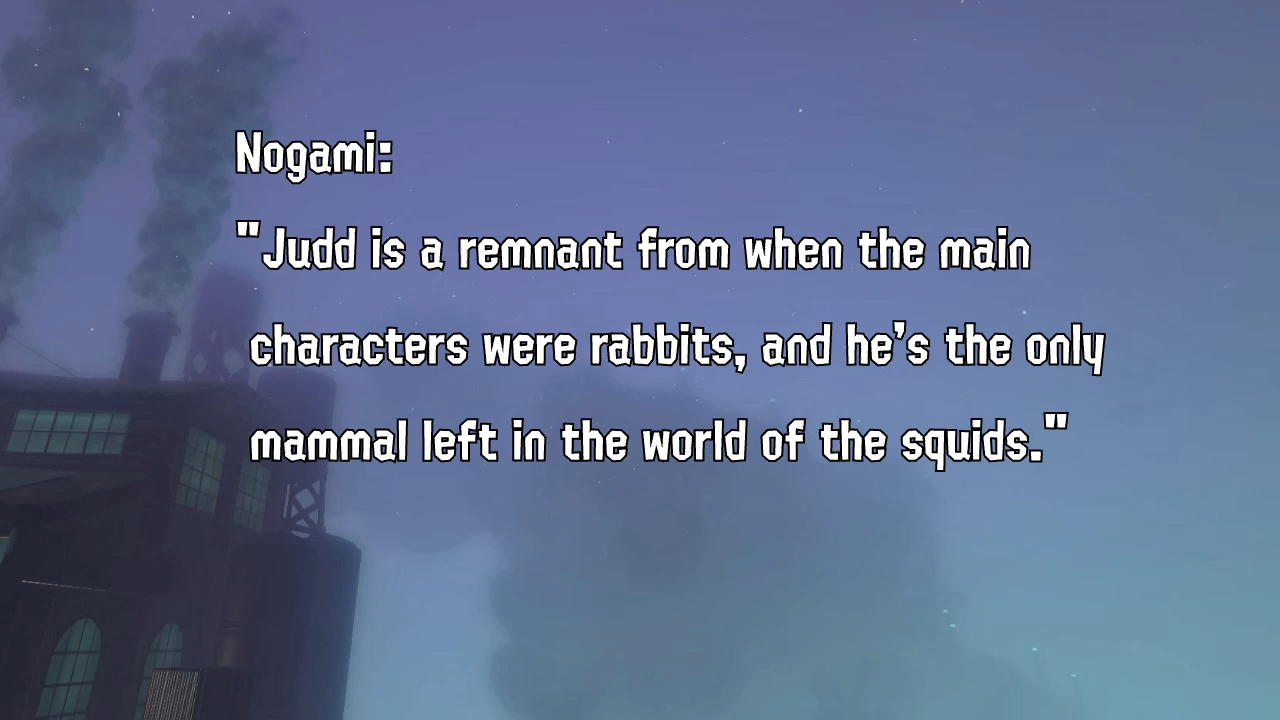 Nogami:
"Judd is a remnant from when the main
characters were rabbits, and he's the only
mammal left in the world of the squids."